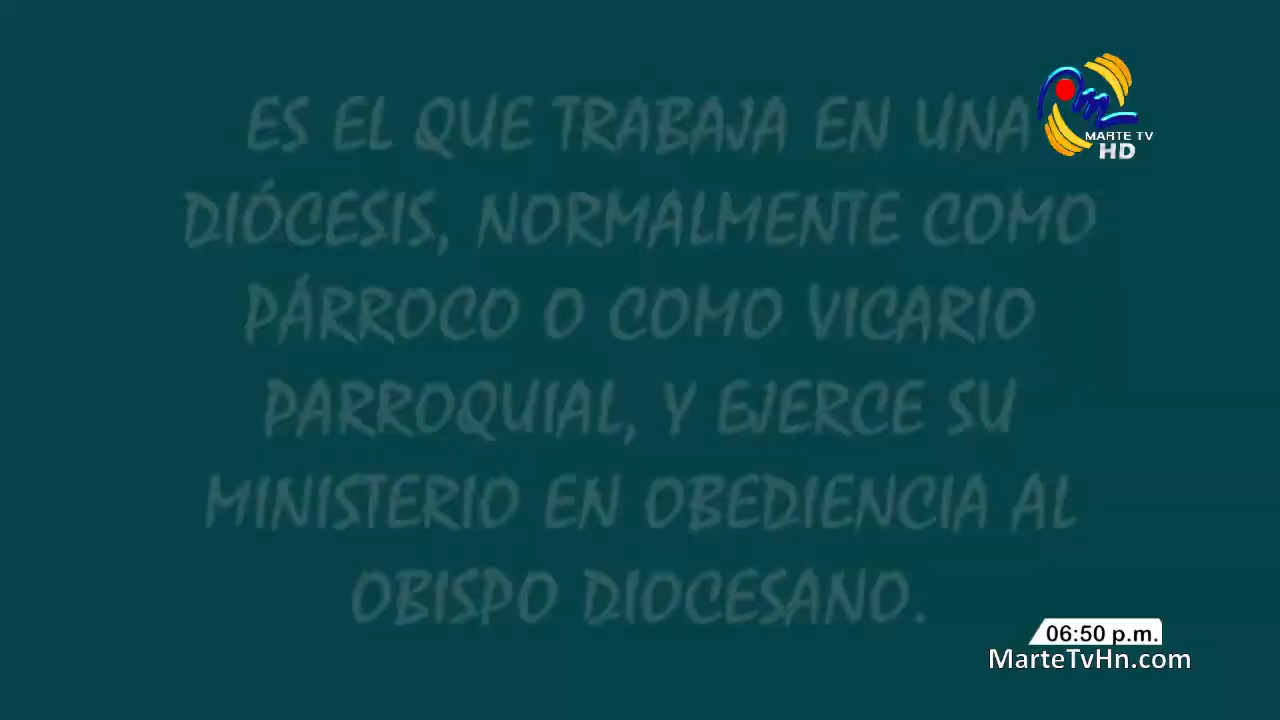 ES EL QUE TRABAJA EN UNA
DIÓCESIS, NORMALMENTE COMO
PÁRROCO O COMO VICARIO
PARROQUIAL, Y EJERCE SU
MINISTERIO EN OBEDIENCIA AL
OBISPO DIOCESANO.
MARTE TV
HD
06:50 p.m.
MarteTvHn.com